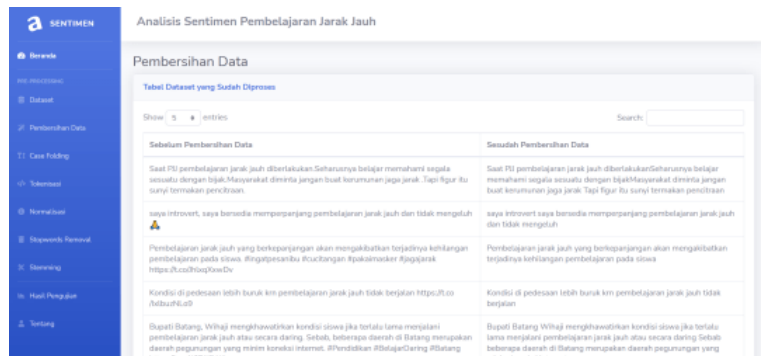 SENTIMEN
Analisis Sentimen Pembelajaran Jarak Jauh
Beranda
Pembersihan Data
PRE-PROCESSING
Tabel Dataset yang Sudah Diproses
Dataset
Show 5 entries
Search:
Pembersihan Data
Sebelum Pembersihan Data
Sesudah Pembersihan Data
Case Folding
Tokenisasi
Normalisasi
Stopwords Removal
Stemming
Hasil Pengujian
Tentang
Saat PJJ pembelajaran jarak jauh diberlakukan.Seharusnya belajar memahami segala
sesuatu dengan bijak,Masyarakat diminta jangan buat kerumunan jaga jarak. Tapi figur itu
sunyi termakan pencitraan.
Saat PJJ pembelajaran jarak jauh diberlakukanSeharusnya belajar
memahami segala sesuatu dengan bijakMasyarakat diminta jangan
buat kerumunan jaga jarak Tapi figur itu sunyi termakan pencitraan
saya introvert, saya bersedia memperpanjang pembelajaran jarak jauh dan tidak mengeluh
🙏
saya introvert saya bersedia memperpanjang pembelajaran jarak jauh
dan tidak mengeluh
Pembelajaran jarak jauh yang berkepanjangan akan mengakibatkan terjadinya kehilangan
pembelajaran pada siswa. #ingatpesanibu #cucitangan #pakaimasker #jagajarak
Pembelajaran jarak jauh yang berkepanjangan akan mengakibatkan
terjadinya kehilangan pembelajaran pada siswa
Kondisi di pedesaan lebih buruk krn pembelajaran jarak jauh tidak berjalan https://t.co
Kondisi di pedesaan lebih buruk krn pembelajaran jarak jauh tidak
berjalan
Bupati Batang, Wihaji mengkhawatirkan kondisi siswa jika terlalu lama menjalani
pembelajaran jarak jauh atau secara daring. Sebab, beberapa daerah di Batang merupakan
daerah pegunungan yang minim koneksi internet. #Pendidikan #BelajarDaring #Batang
Bupati Batang Wihaji mengkhawatirkan kondisi siswa jika terlalu
lama menjalani pembelajaran jarak jauh atau secara daring Sebab
beberapa daerah di Batang merupakan daerah pegunungan yang